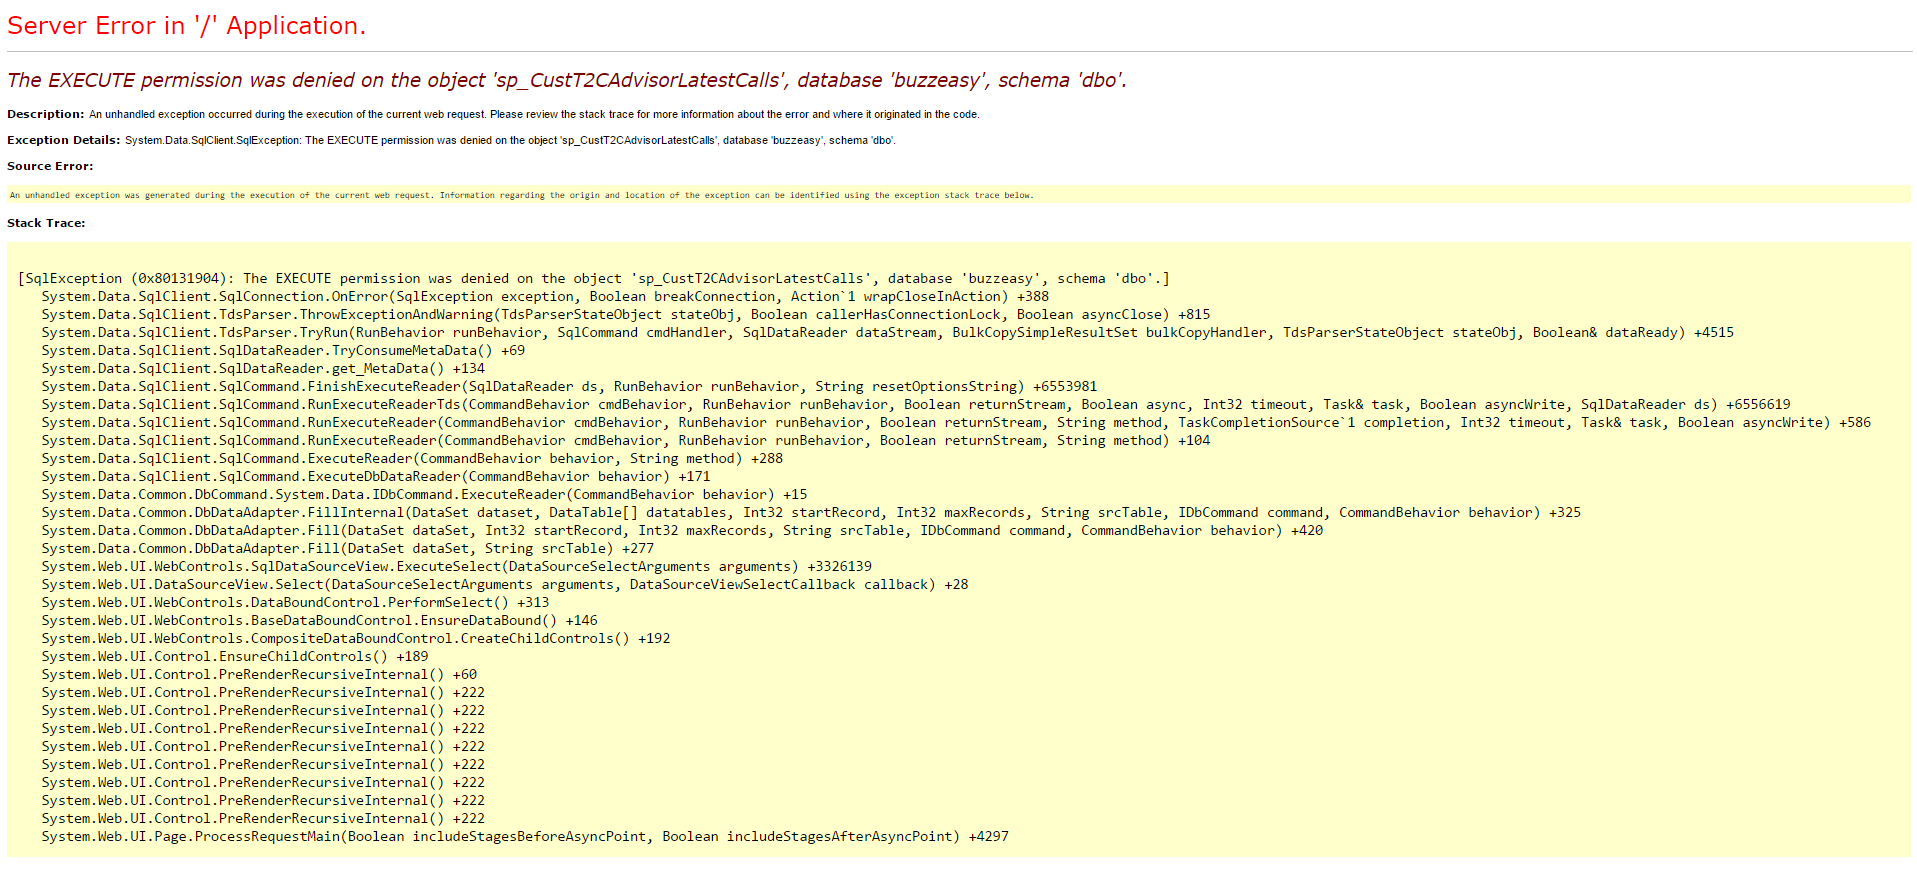 Server Error in '/' Application.
The EXECUTE permission was denied on the object 'sp_CustT2CAdvisorLatestCalls', database 'buzzeasy', schema 'dbo'.
Description: An unhandled exception occurred during the execution of the current web request. Please review the stack trace for more information about the error and where it originated in the code.
Exception Details: System.Data.SqlClient.SqlException: The EXECUTE permission was denied on the object 'sp_CustT2CAdvisorLatestCalls', database 'buzzeasy', schema 'dbo'.
Source Error:
An unhandled exception was generated during the execution of the current web request. Information regarding the origin and location of the exception can be identified using the exception stack trace below.
Stack Trace:
[SqlException (0x80131904): The EXECUTE permission was denied on the object 'sp_CustT2CAdvisorLatestCalls', database 'buzzeasy', schema 'dbo'.]
System.Data.SqlClient.SqlConnection.OnError(SqlException exception, Boolean breakConnection, Action`1 wrapCloseInAction) +388
System.Data.SqlClient.TdsParser.ThrowExceptionAndWarning(TdsParserStateObject stateObj, Boolean callerHasConnectionLock, Boolean asyncClose) +815
System.Data.SqlClient.TdsParser.TryRun(RunBehavior runBehavior, SqlCommand cmdHandler, SqlDataReader dataStream, BulkCopySimpleResultSet bulkCopyHandler, TdsParserStateObject stateObj, Boolean& dataReady) +4515
System.Data.SqlClient.SqlDataReader.TryConsumeMetaData() +69
System.Data.SqlClient.SqlDataReader.get_MetaData() +134
System.Data.SqlClient.SqlCommand.FinishExecuteReader(SqlDataReader ds, RunBehavior runBehavior, String resetOptionsString) +6553981
System.Data.SqlClient.SqlCommand.RunExecuteReaderTds(CommandBehavior cmdBehavior, RunBehavior runBehavior, Boolean returnStream, Boolean async, Int32 timeout, Task& task, Boolean asyncWrite, SqlDataReader ds) +6556619
System.Data.SqlClient.SqlCommand.RunExecuteReader(CommandBehavior cmdBehavior, RunBehavior runBehavior, Boolean returnStream, String method, TaskCompletionSource`1 completion, Int32 timeout, Task& task, Boolean asyncWrite) +586
System.Data.SqlClient.SqlCommand.RunExecuteReader(CommandBehavior cmdBehavior, RunBehavior runBehavior, Boolean returnStream, String method) +104
System.Data.SqlClient.SqlCommand.ExecuteReader(CommandBehavior behavior, String method) +288
System.Data.SqlClient.SqlCommand.ExecuteDbDataReader(CommandBehavior behavior) +171
System.Data.Common.DbCommand.System.Data.IDbCommand.ExecuteReader(CommandBehavior behavior) +15
System.Data.Common.DbDataAdapter.FillInternal(DataSet dataset, DataTable[] datatables, Int32 startRecord, Int32 maxRecords, String srcTable, IDbCommand command, CommandBehavior behavior) +325
System.Data.Common.DbDataAdapter.Fill(DataSet dataSet, Int32 startRecord, Int32 maxRecords, String srcTable, IDbCommand command, CommandBehavior behavior) +420
System.Data.Common.DbDataAdapter.Fill(DataSet dataSet, String srcTable) +277
System.Web.UI.WebControls.SqlDataSourceView.ExecuteSelect(DataSourceSelectArguments arguments) +3326139
System.Web.UI.DataSourceView.Select(DataSourceSelectArguments arguments, DataSourceViewSelectCallback callback) +28
System.Web.UI.WebControls.DataBoundControl.PerformSelect() +313
System.Web.UI.WebControls.BaseDataBoundControl.EnsureDataBound() +146
System.Web.UI.WebControls.CompositeDataBoundControl.CreateChildControls() +192
System.Web.UI.Control.EnsureChildControls() +189
System.Web.UI.Control.PreRenderRecursiveInternal() +60
System.Web.UI.Control.PreRenderRecursiveInternal() +222
System.Web.UI.Control.PreRenderRecursiveInternal() +222
System.Web.UI.Control.PreRenderRecursiveInternal() +222
System.Web.UI.Control.PreRenderRecursiveInternal() +222
System.Web.UI.Control.PreRenderRecursiveInternal() +222
System.Web.UI.Control.PreRenderRecursiveInternal() +222
System.Web.UI.Control.PreRenderRecursiveInternal() +222
System.Web.UI.Control.PreRenderRecursiveInternal() +222
System.Web.UI.Page.ProcessRequestMain(Boolean includeStagesBeforeAsyncPoint, Boolean includeStagesAfterAsyncPoint) +4297